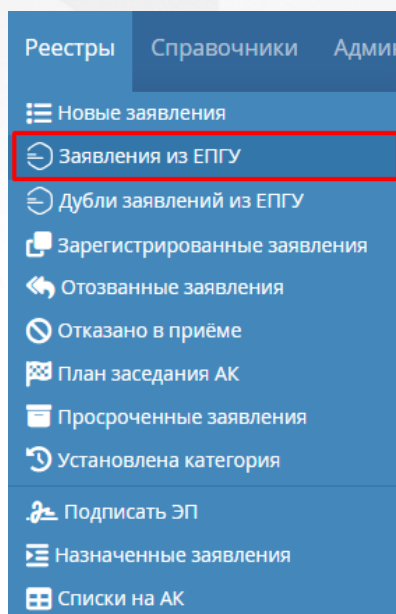 Реестры Справочники Админ
Новые заявления
Заявления из ЕПГУ
Дубли заявлений из ЕПГУ
Зарегистрированные заявления
Отозванные заявления
Отказано в приёме
План заседания АК
Просроченные заявления
Установлена категория
Подписать ЭП
Назначенные заявления
Списки на АК